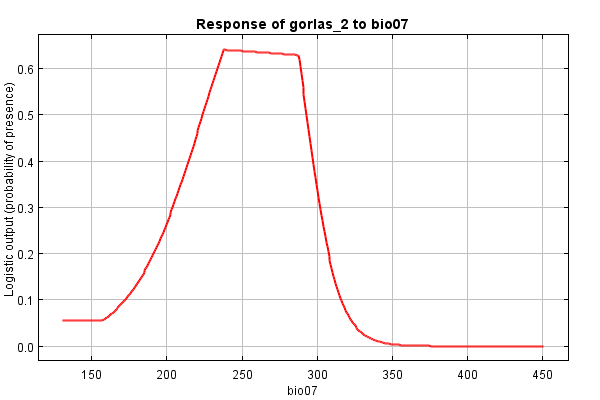 Response of gorlas_2 to bio07
Logistic output (probability of presence)
0.6
0.5
0.4
0.3
0.2
0.1
0.0
150 200 250 300 350 400 450
bio07